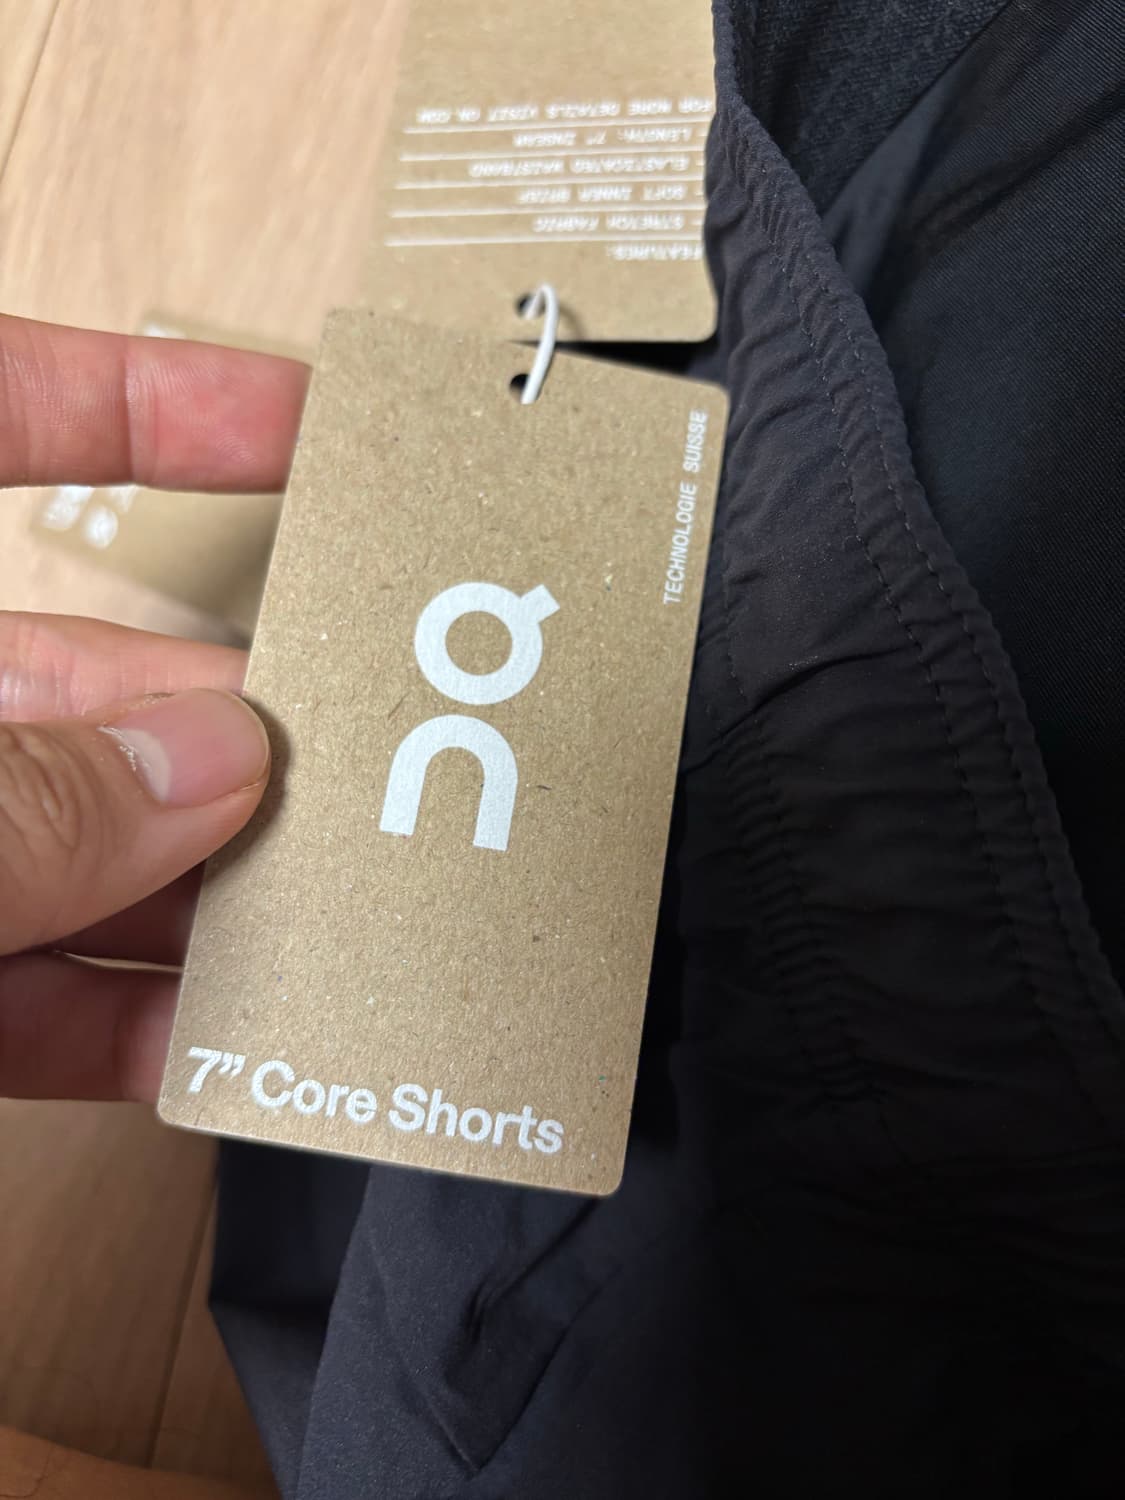 FEATURES:
- STRETCH FABRIC
- SOFT INNER BRIEF
- ELASTICATED WAISTBAND
- LENGTH: 7" INSEAM
FOR MORE DETAILS VISIT ON.COM
TECHNOLOGIE SUISSE
On
7” Core Shorts